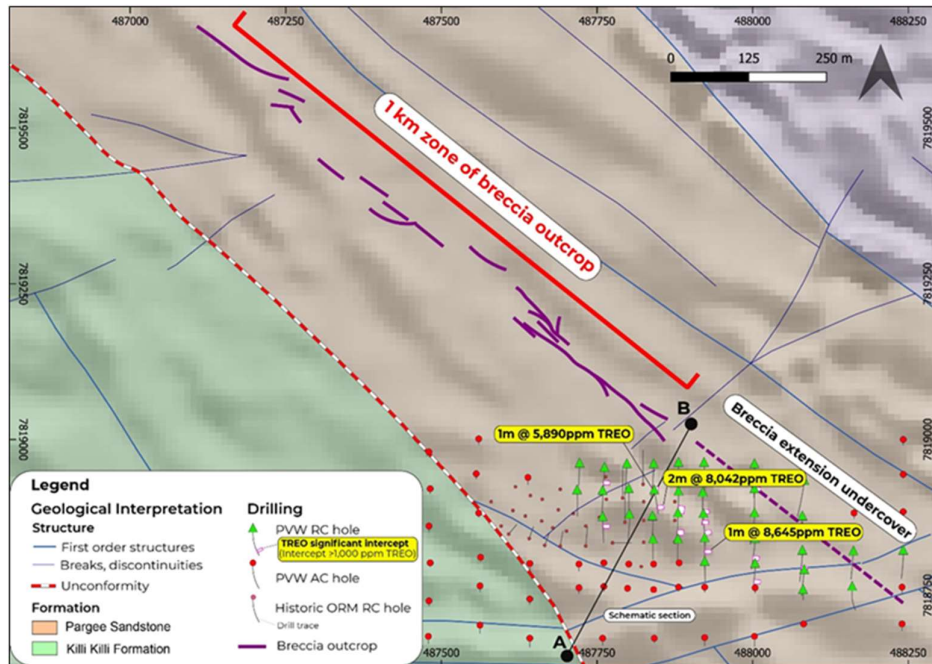 487000
487250
487500
487750
488000
488250
0
125
250 m
7819500
7819500
1 km zone of breccia outcrop
7819250
7819250
B
Breccia extension undercover
1m @ 5,890ppm TREO
7819000
7819000
2m @ 8,042ppm TREO
1m @ 8,645ppm TREO
7818750
Schematic section
A
Legend
Geological Interpretation
Structure
First order structures
Breaks, discontinuities
Unconformity
Formation
Pargee Sandstone
Killi Killi Formation
Drilling
PVW RC hole
TREO significant intercept
(Intercept >1,000 ppm TREO)
PVW AC hole
Historic ORM RC hole
Drill trace
Breccia outcrop
487500
487750
488000
488250